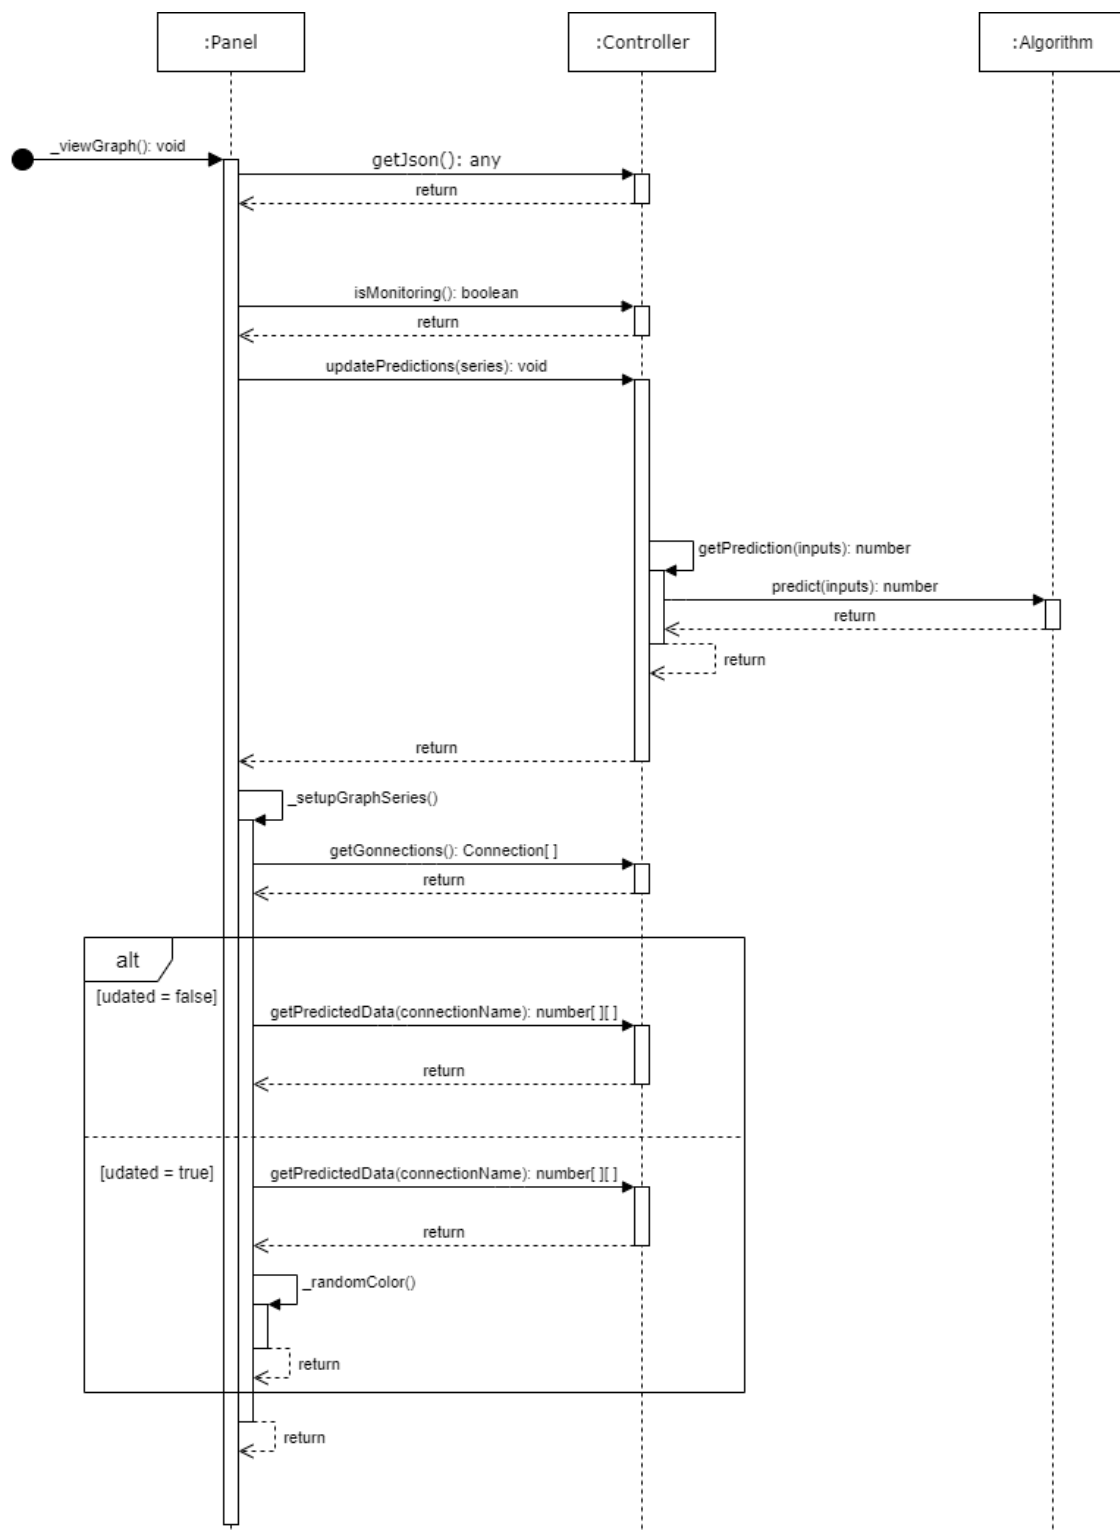 :Panel
:Controller
:Algorithm
_viewGraph(): void
getJson(): any
return
isMonitoring(): boolean
return
updatePredictions(series): void
getPrediction(inputs): number
predict(inputs): number
return
return
return
_setupGraphSeries()
getGonnections(): Connection[ ]
return
alt
[udated = false]
getPredictedData(connectionName): number[ ][ ]
return
[udated = true]
getPredictedData(connectionName): number[ ][ ]
return
_randomColor()
return
return